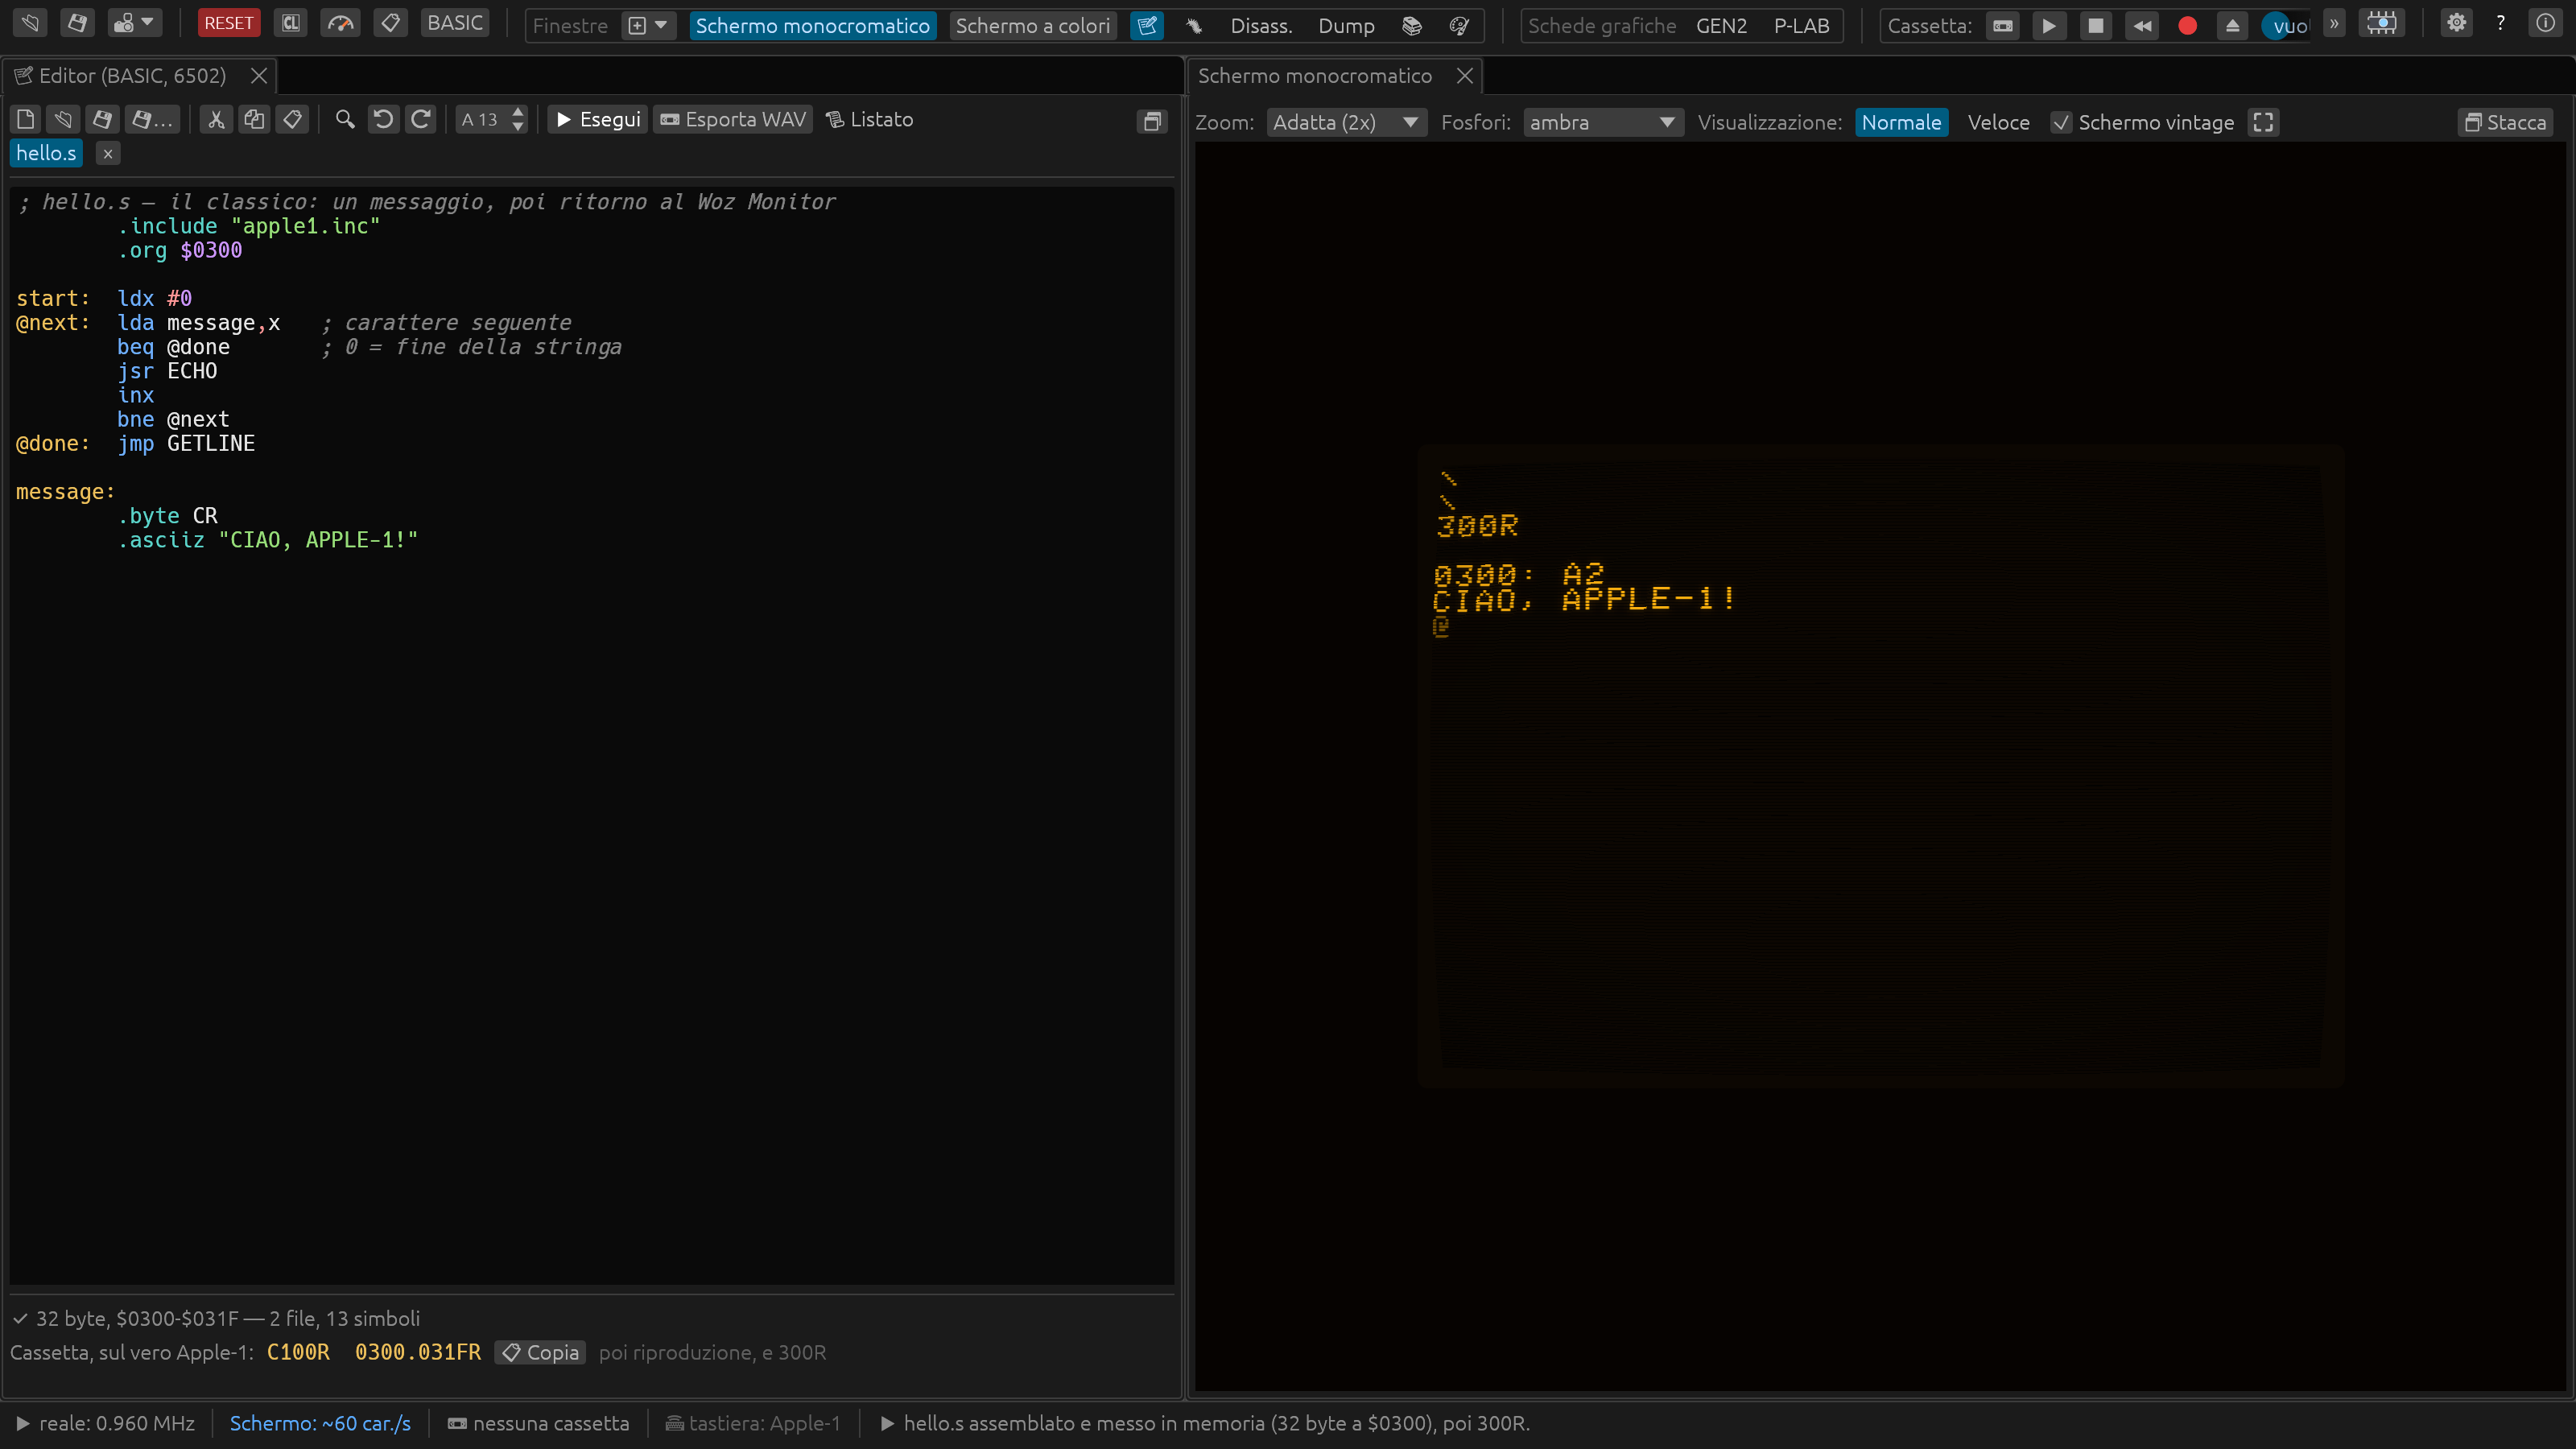 RESET BASIC Finestre Schermo monocromatico Schermo a colori Disass. Dump Schede grafiche GEN2 P-LAB Cassetta: vuo » ?
Editor (BASIC, 6502)
A 13 Esegui Esporta WAV Listato
hello.s ×
; hello.s — il classico: un messaggio, poi ritorno al Woz Monitor
.include "apple1.inc"
.org $0300
start: ldx #0
@next: lda message,x ; carattere seguente
beq @done ; 0 = fine della stringa
jsr ECHO
inx
bne @next
@done: jmp GETLINE
message:
.byte CR
.asciiz "CIAO, APPLE-1!"
✓ 32 byte, $0300-$031F — 2 file, 13 simboli
Cassetta, sul vero Apple-1: C100R 0300.031FR Copia poi riproduzione, e 300R
Schermo monocromatico
Zoom: Adatta (2x) Fosfori: ambra Visualizzazione: Normale Veloce Schermo vintage Stacca
\
\
300R
0300: A2
CIAO, APPLE-1!
@
reale: 0.960 MHz Schermo: ~60 car./s nessuna cassetta tastiera: Apple-1 hello.s assemblato e messo in memoria (32 byte a $0300), poi 300R.